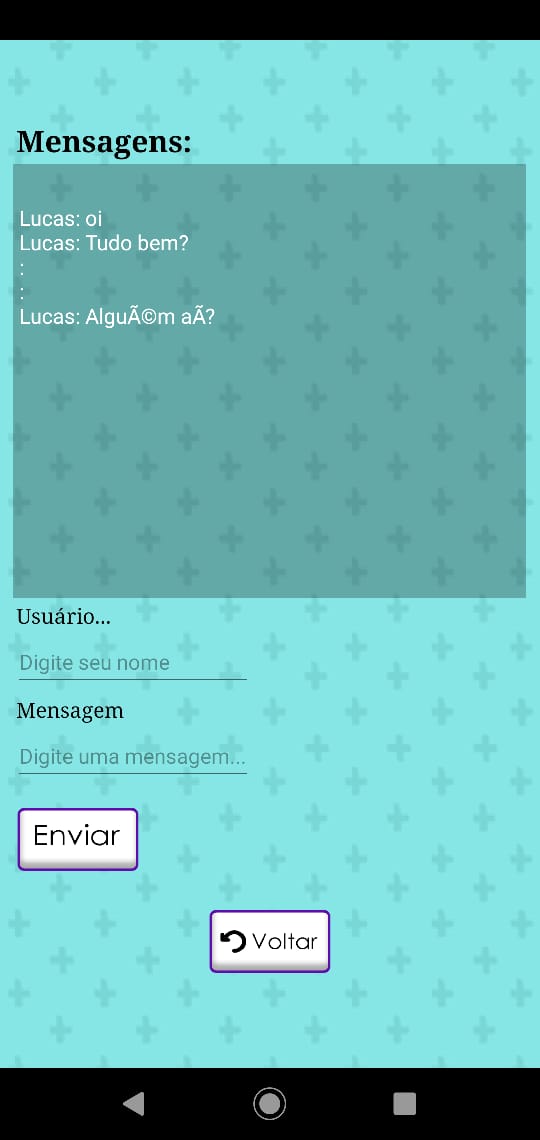 Mensagens:
Lucas: oi
Lucas: Tudo bem?
:
:
Lucas: AlguÃ©m aÃ?
Usuário...
Digite seu nome
Mensagem
Digite uma mensagem...
Enviar
Voltar